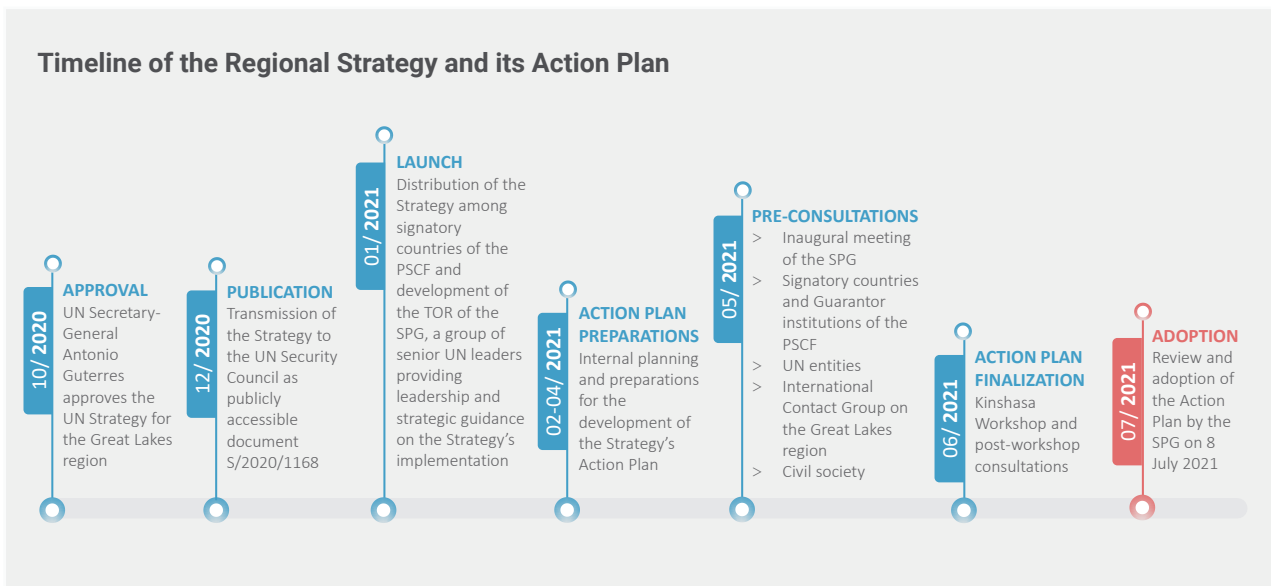 Timeline of the Regional Strategy and its Action Plan
10/ 2020
APPROVAL
UN Secretary-
General
Antonio
Guterres
approves the
UN Strategy for
the Great Lakes
region
12/ 2020
PUBLICATION
Transmission of
the Strategy to
the UN Security
Council as
publicly
accessible
document
S/2020/1168
01/ 2021
LAUNCH
Distribution of the
Strategy among
signatory
countries of the
PSCF and
development of
the TOR of the
SPG, a group of
senior UN leaders
providing
leadership and
strategic guidance
on the Strategy's
implementation
02-04/ 2021
ACTION PLAN
PREPARATIONS
Internal planning
and preparations
for the
development of
the Strategy's
Action Plan
05/ 2021
PRE-CONSULTATIONS
> Inaugural meeting
of the SPG
> Signatory countries
and Guarantor
institutions of the
PSCF
> UN entities
> International
Contact Group on
the Great Lakes
region
> Civil society
06/ 2021
ACTION PLAN
FINALIZATION
Kinshasa
Workshop and
post-workshop
consultations
07/ 2021
ADOPTION
Review and
adoption of
the Action
Plan by the
SPG on 8
July 2021